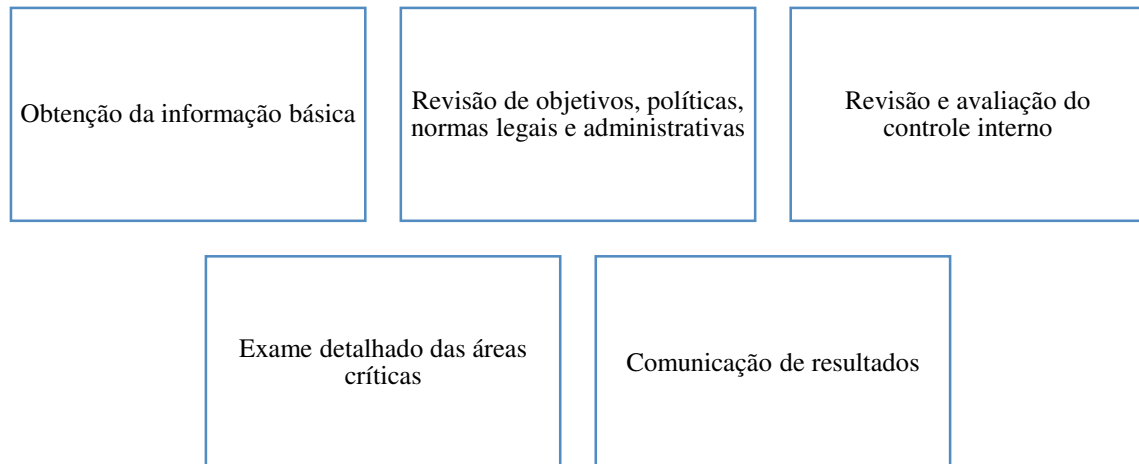 Obtenção da informação básica
Revisão de objetivos, políticas,
normas legais e administrativas
Revisão e avaliação do
controle interno
Exame detalhado das áreas
críticas
Comunicação de resultados